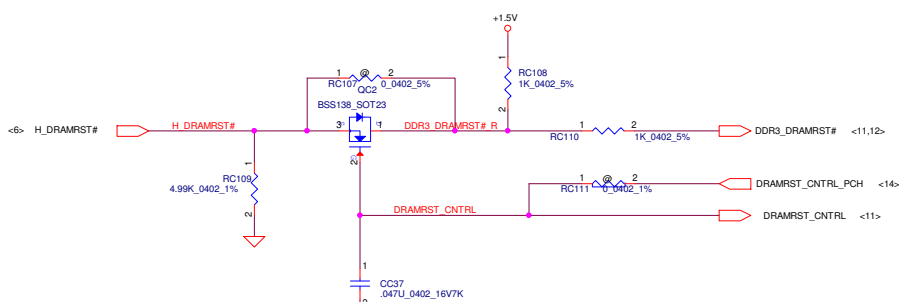 +1.5V
1 @ 2
RC107 0_0402_5%
QC2
BSS138_SOT23
1
RC108
1K_0402_5%
2
<6> H_DRAMRST#
H_DRAMRST#
3
1
DDR3_DRAMRST#_R
1 2
RC110 1K_0402_5%
DDR3_DRAMRST# <11,12>
2
1
RC109
4.99K_0402_1%
2
1 @ 2
RC111 0_0402_1%
DRAMRST_CNTRL_PCH <14>
DRAMRST_CNTRL
DRAMRST_CNTRL <11>
1
CC37
.047U_0402_16V7K